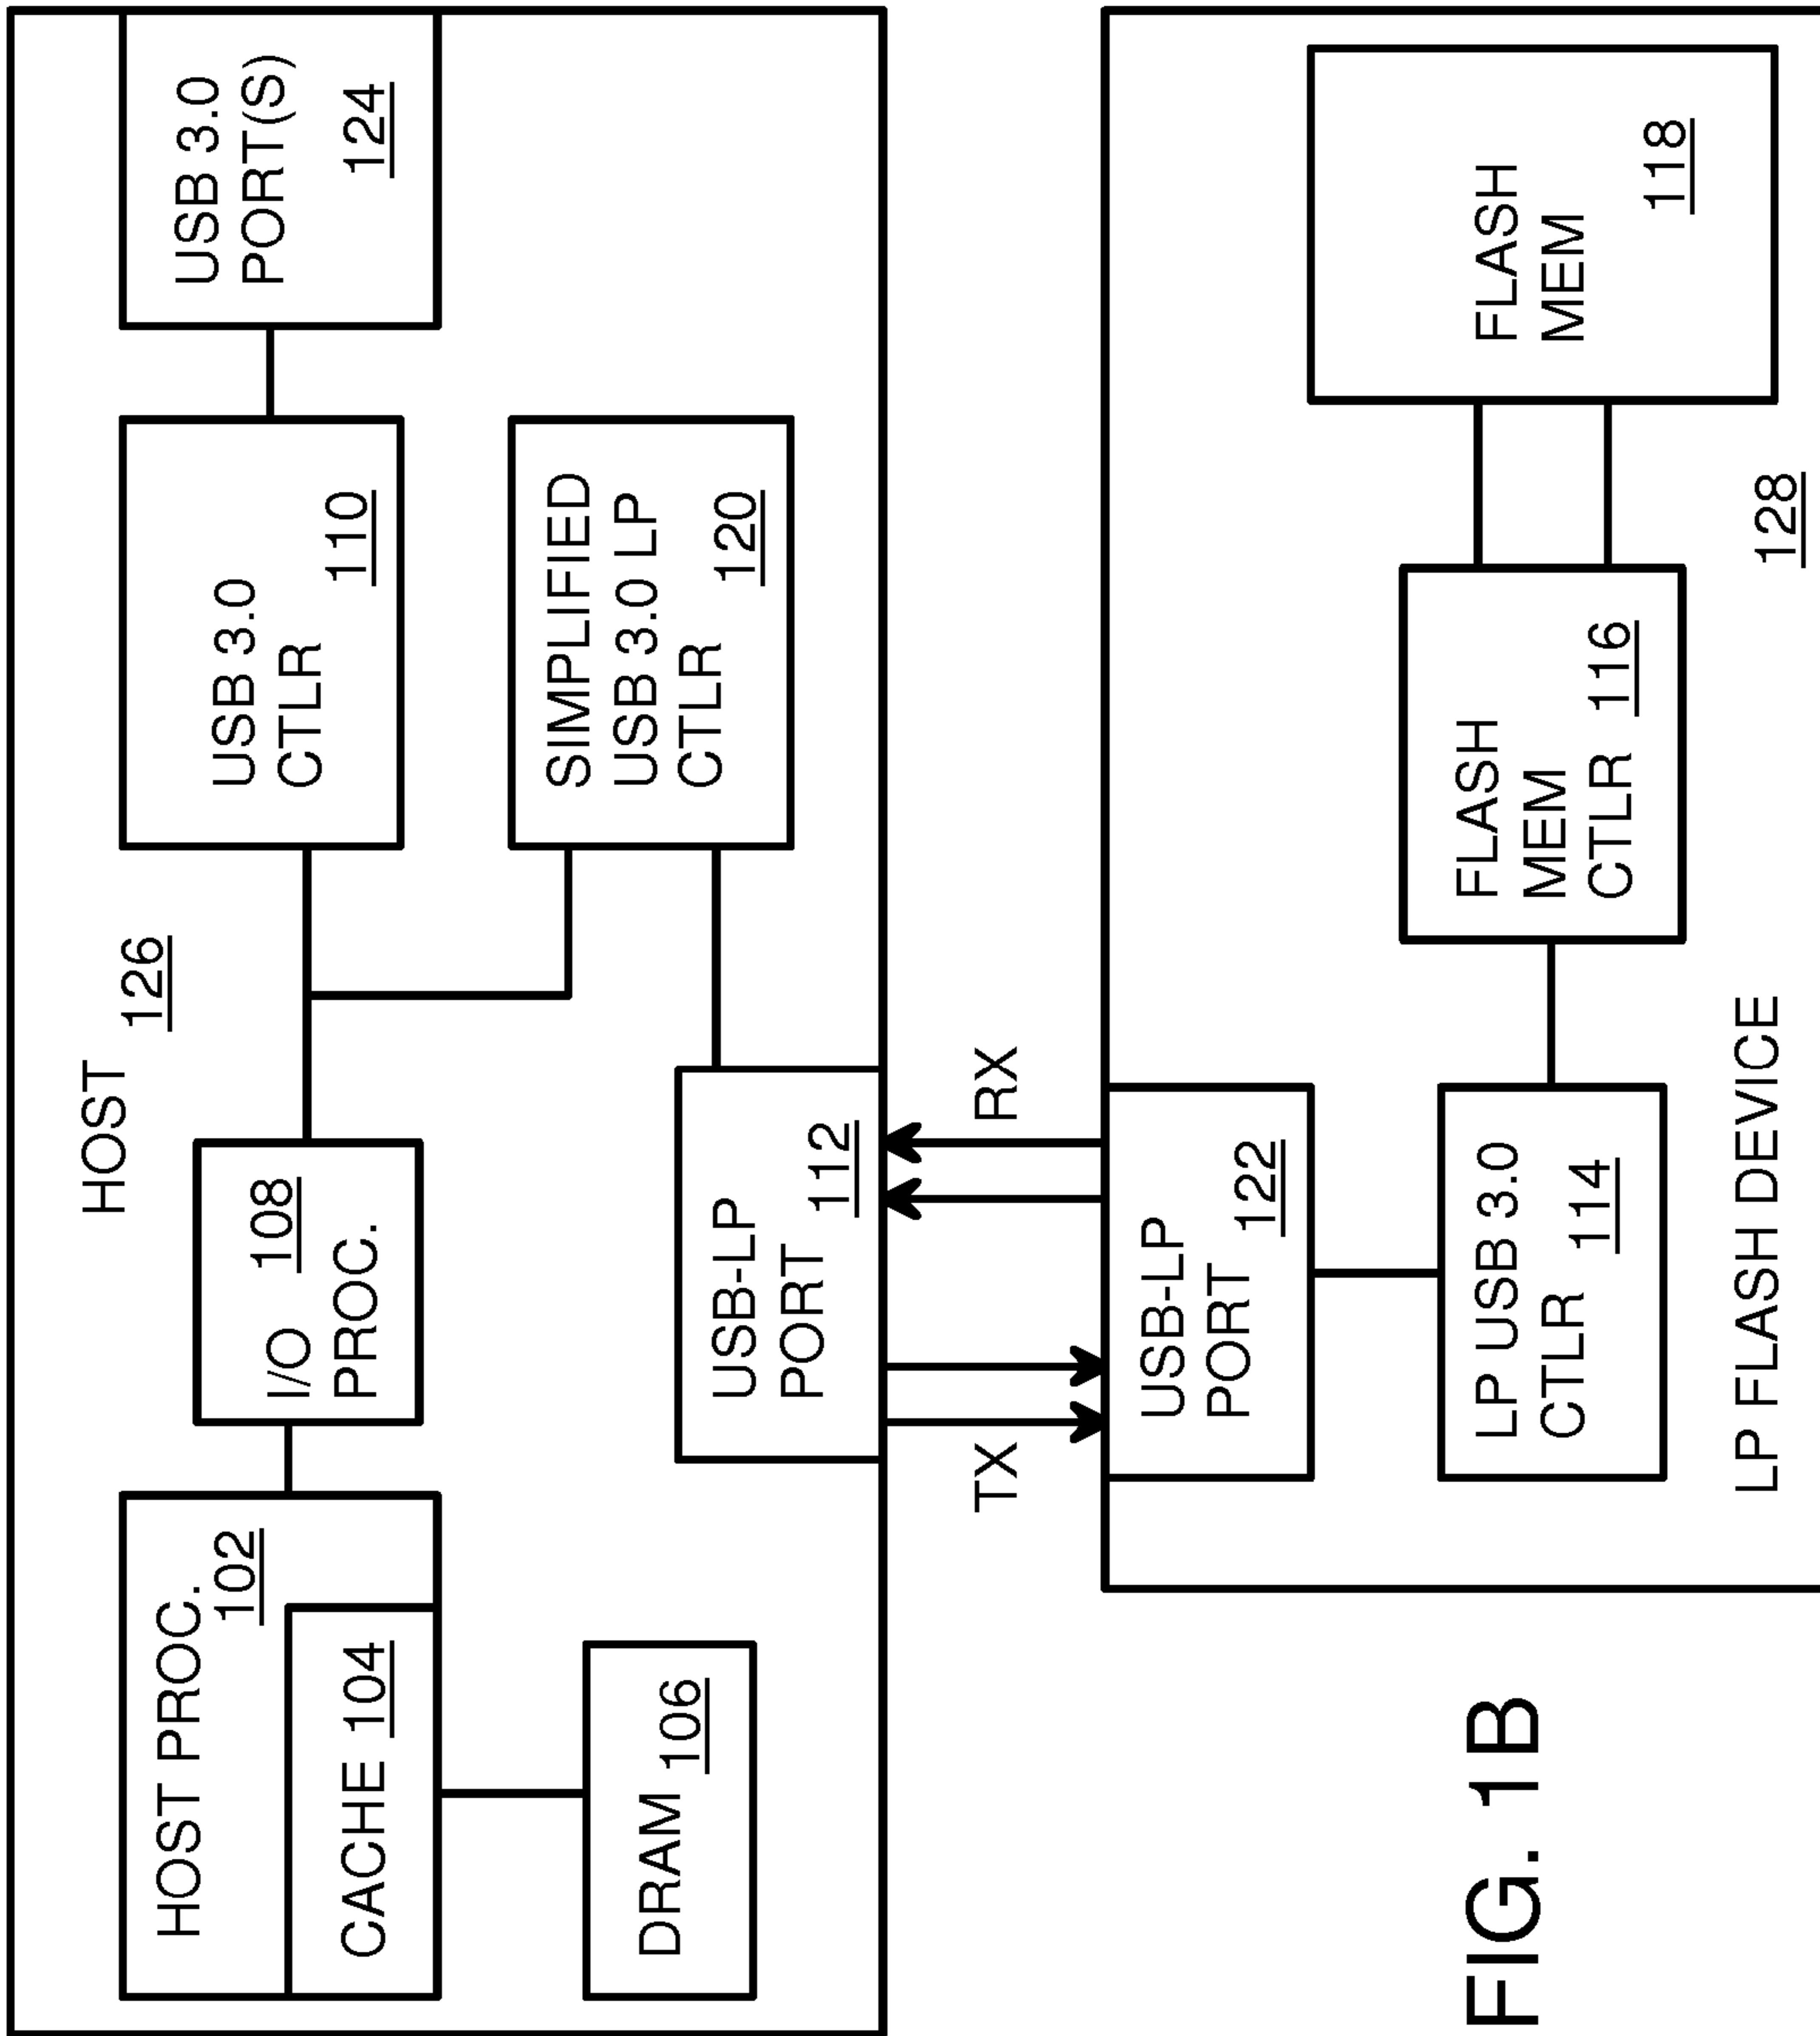 HOST
126
HOST PROC.
102
CACHE 104
DRAM 106
I/O
108
PROC.
USB 3.0
CTLR
110
USB 3.0
PORT(S)
124
SIMPLIFIED
USB 3.0 LP
CTLR
120
USB-LP
PORT
112
TX
RX
USB-LP
PORT
122
LP USB 3.0
CTLR 114
FLASH
MEM
CTLR 116
FLASH
MEM
118
128
LP FLASH DEVICE
FIG. 1B